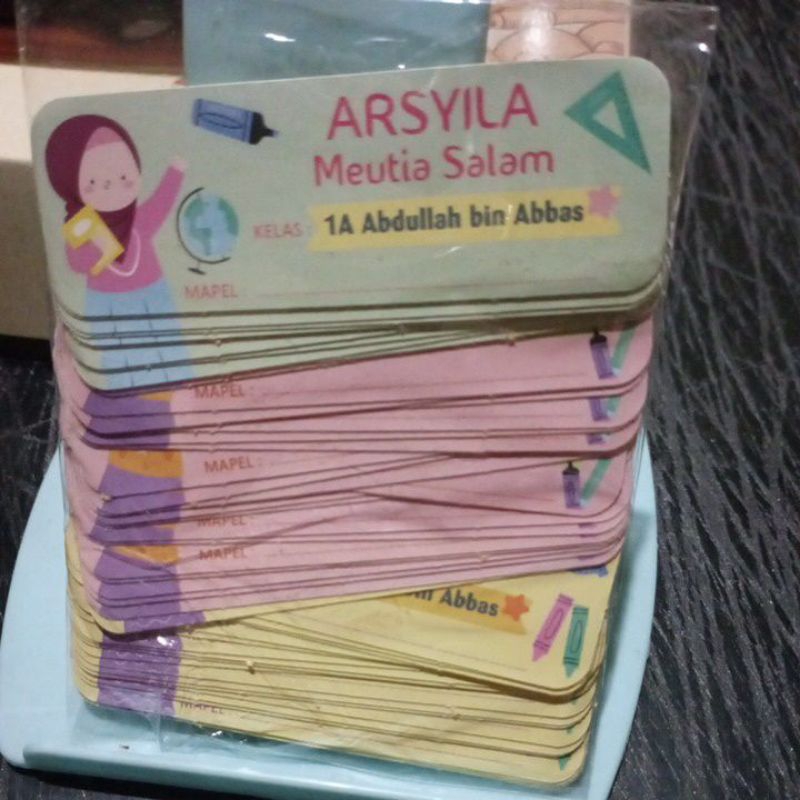 ARSYILA
Meutia Salam
KELAS : 1A Abdullah bin Abbas
MAPEL
MAPEL :
MAPEL :
MAPEL :
MAPEL :
bin Abbas
MAPEL